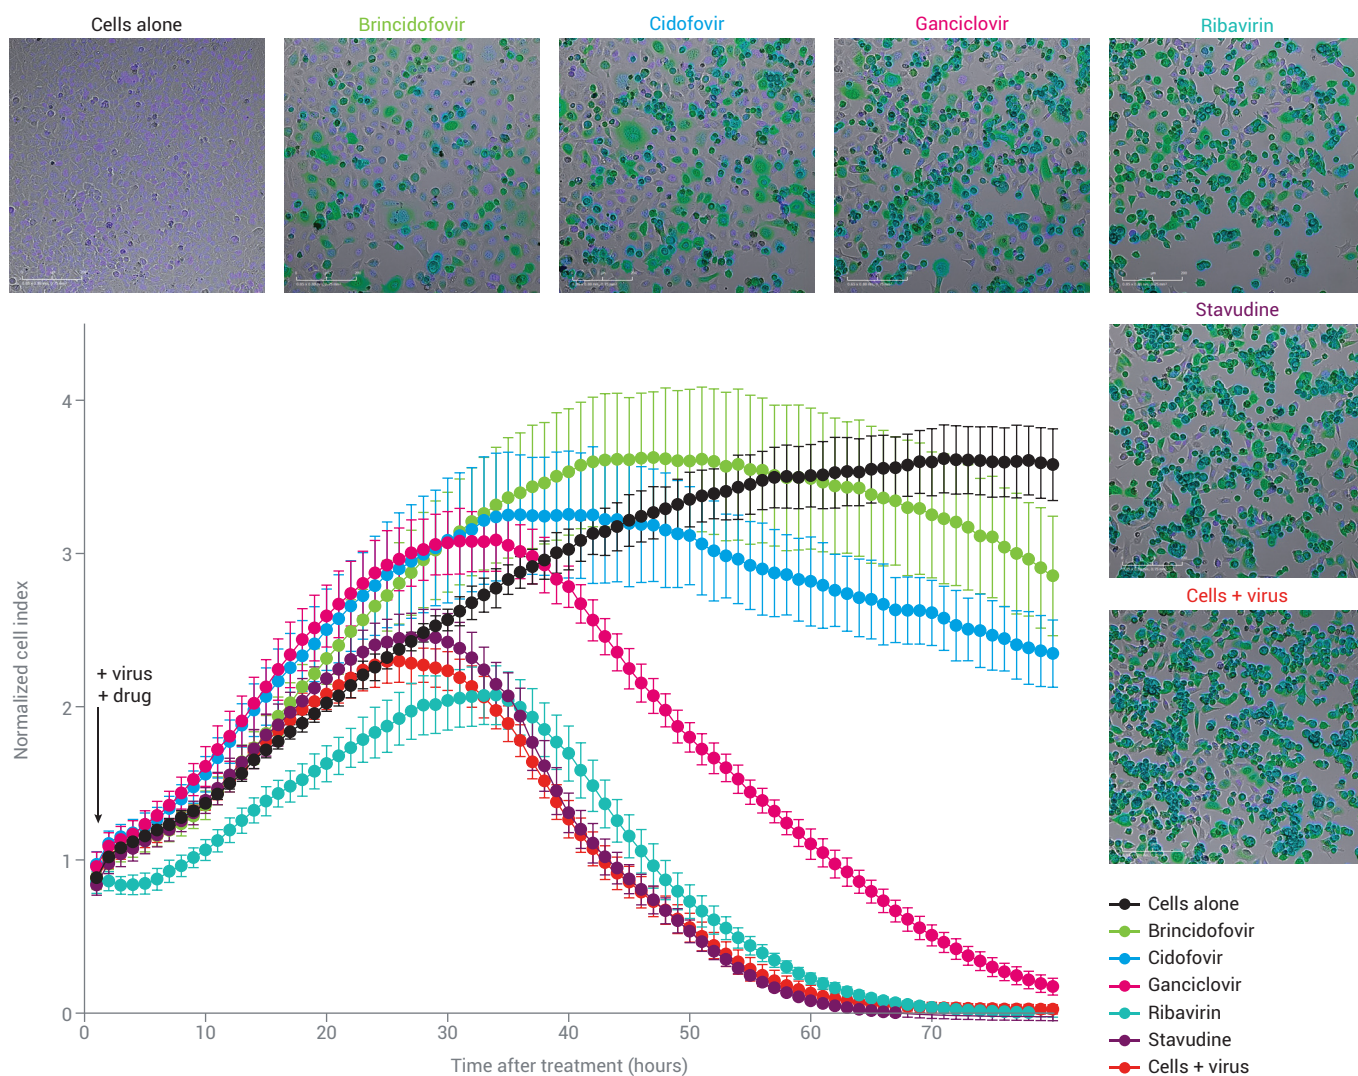 Cells alone
Brincidofovir
Cidofovir
Ganciclovir
Ribavirin
Stavudine
Cells + virus
Normalized cell index
4
3
2
1
0
+ virus
+ drug
0
10
20
30
40
50
60
70
Time after treatment (hours)
Cells alone
Brincidofovir
Cidofovir
Ganciclovir
Ribavirin
Stavudine
Cells + virus